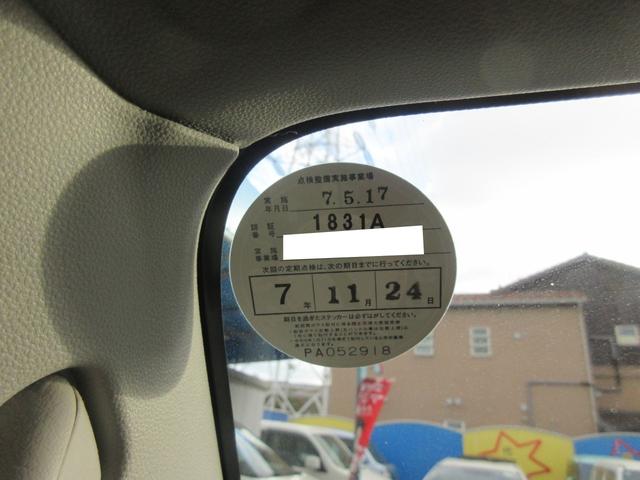 点検整備実施事業場
実施
年月日 7.5.17
認証
番号 1831A
実施
事業場
次回の定期点検は、次の期日までに行ってください。
7年 11月 24日
期日を過ぎたステッカーは必ずはがしてください。
PA052918